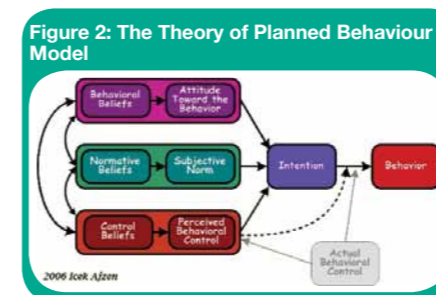 Figure 2: The Theory of Planned Behaviour
Model
Behavioral
Beliefs
Attitude
Toward the
Behavior
Normative
Beliefs
Subjective
Norm
Intention
Behavior
Control
Beliefs
Perceived
Behavioral
Control
Actual
Behavioral
Control
2006 Icek Ajzen